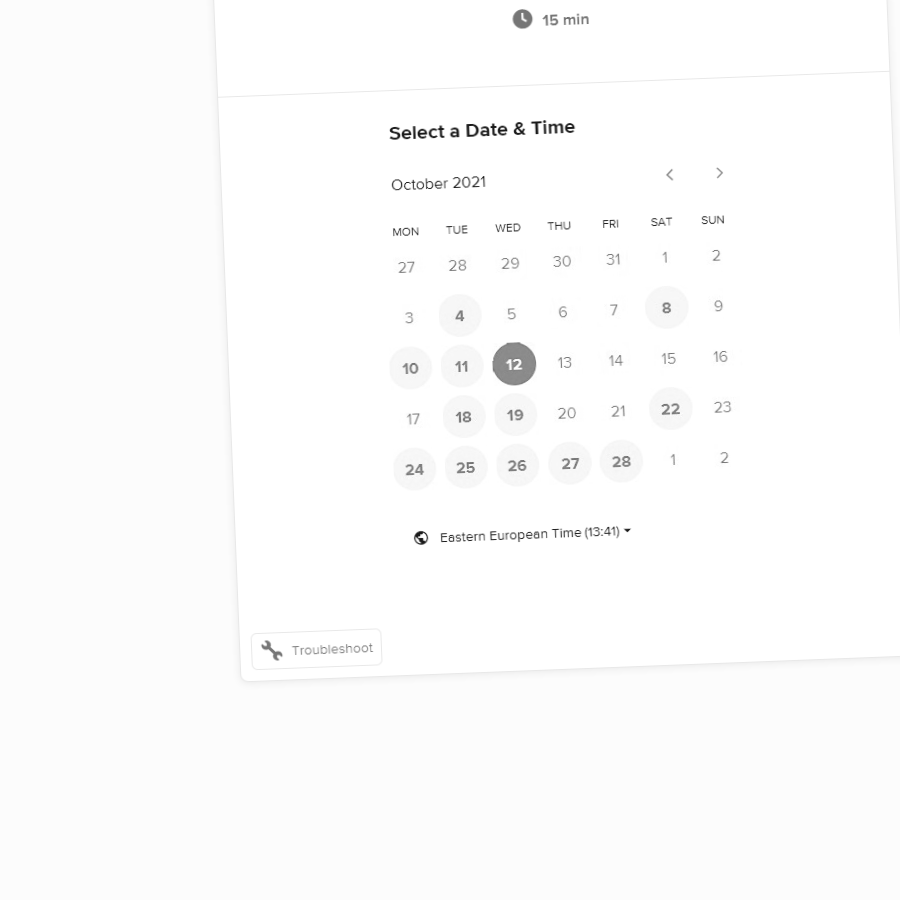 15 min
Select a Date & Time
October 2021
MON TUE WED THU FRI SAT SUN
27 28 29 30 31 1 2
3 4 5 6 7 8 9
10 11 12 13 14 15 16
17 18 19 20 21 22 23
24 25 26 27 28 1 2
Eastern European Time (13:41)
Troubleshoot